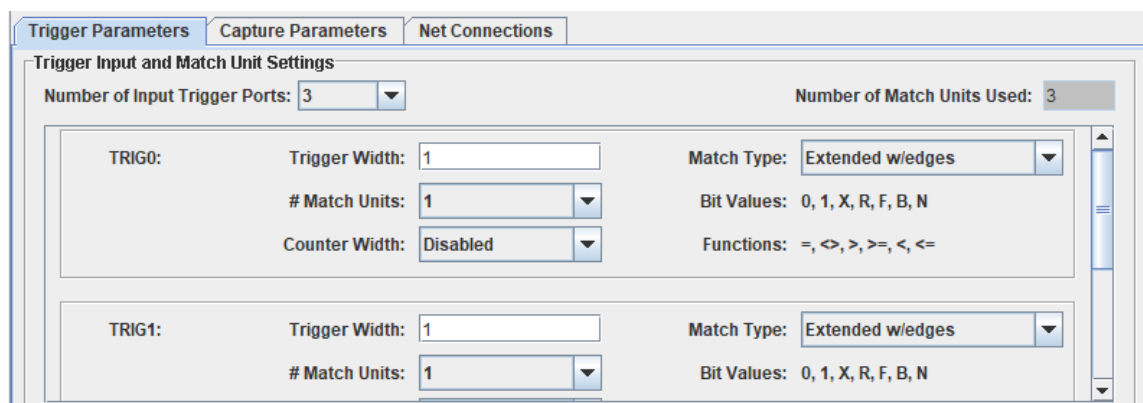 Trigger Parameters Capture Parameters Net Connections
Trigger Input and Match Unit Settings
Number of Input Trigger Ports: 3 Number of Match Units Used: 3
TRIG0: Trigger Width: 1 Match Type: Extended w/edges
# Match Units: 1 Bit Values: 0, 1, X, R, F, B, N
Counter Width: Disabled Functions: =, <>, >, >=, <, <=
TRIG1: Trigger Width: 1 Match Type: Extended w/edges
# Match Units: 1 Bit Values: 0, 1, X, R, F, B, N